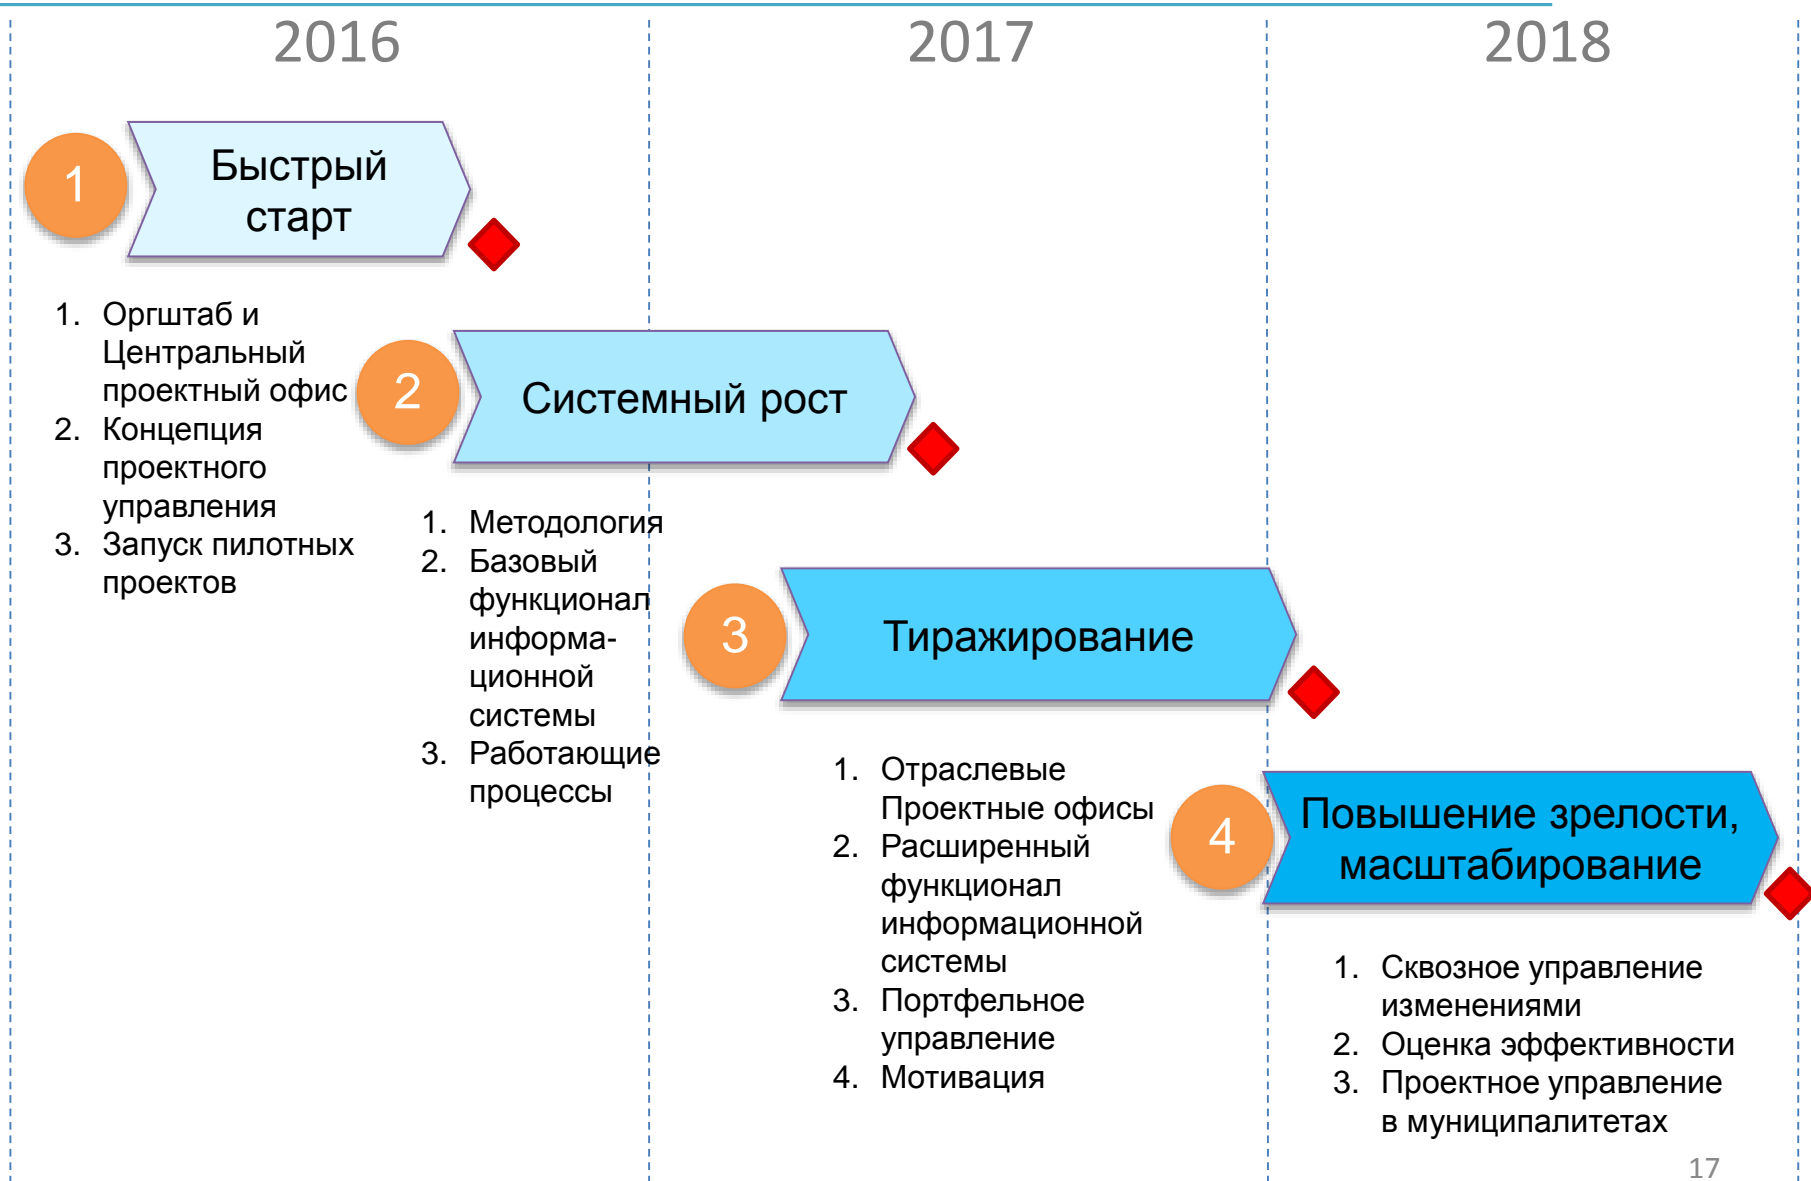 2016
2017
2018
1
Быстрый
старт
1. Оргштаб и
Центральный
проектный офис
2. Концепция
проектного
управления
3. Запуск пилотных
проектов
2
Системный рост
1. Методология
2. Базовый
функционал
информа-
ционной
системы
3. Работающие
процессы
3
Тиражирование
1. Отраслевые
Проектные офисы
2. Расширенный
функционал
информационной
системы
3. Портфельное
управление
4. Мотивация
4
Повышение зрелости,
масштабирование
1. Сквозное управление
изменениями
2. Оценка эффективности
3. Проектное управление
в муниципалитетах
17